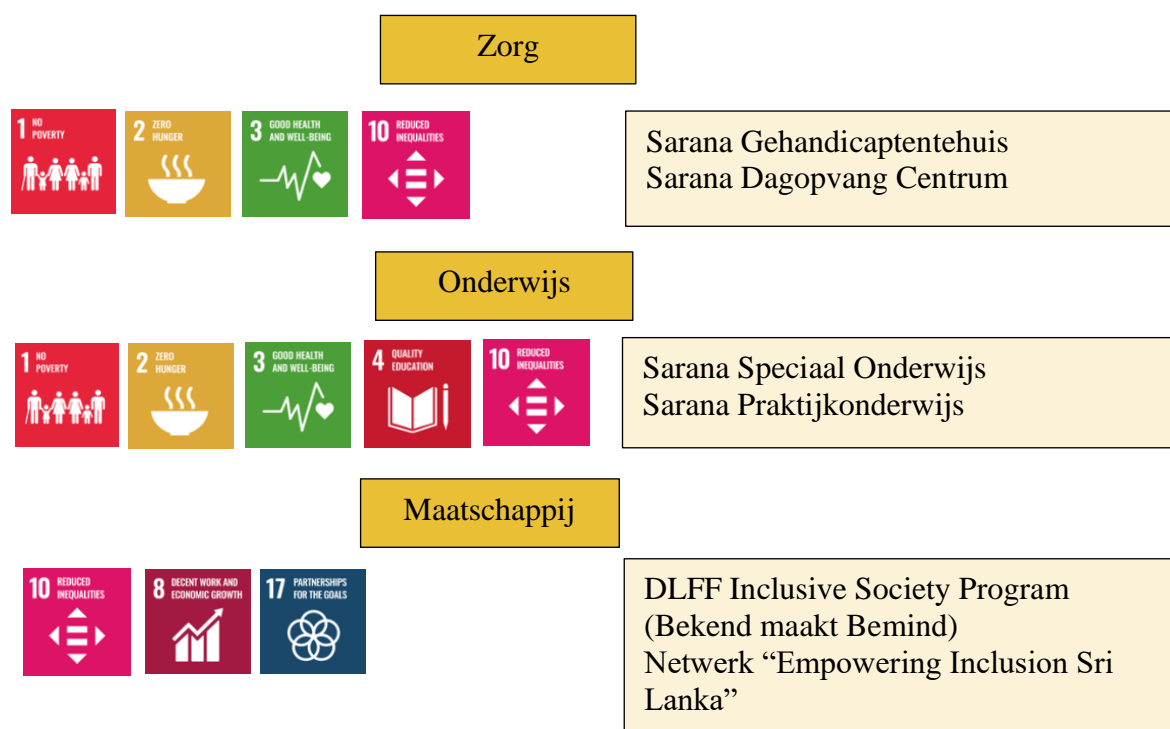 Zorg
1 NO POVERTY
2 ZERO HUNGER
3 GOOD HEALTH AND WELL-BEING
10 REDUCED INEQUALITIES
Sarana Gehandicaptentehuis
Sarana Dagopvang Centrum
Onderwijs
1 NO POVERTY
2 ZERO HUNGER
3 GOOD HEALTH AND WELL-BEING
4 QUALITY EDUCATION
10 REDUCED INEQUALITIES
Sarana Speciaal Onderwijs
Sarana Praktijkonderwijs
Maatschappij
10 REDUCED INEQUALITIES
8 DECENT WORK AND ECONOMIC GROWTH
17 PARTNERSHIPS FOR THE GOALS
DLFF Inclusive Society Program
(Bekend maakt Bemind)
Netwerk “Empowering Inclusion Sri
Lanka”